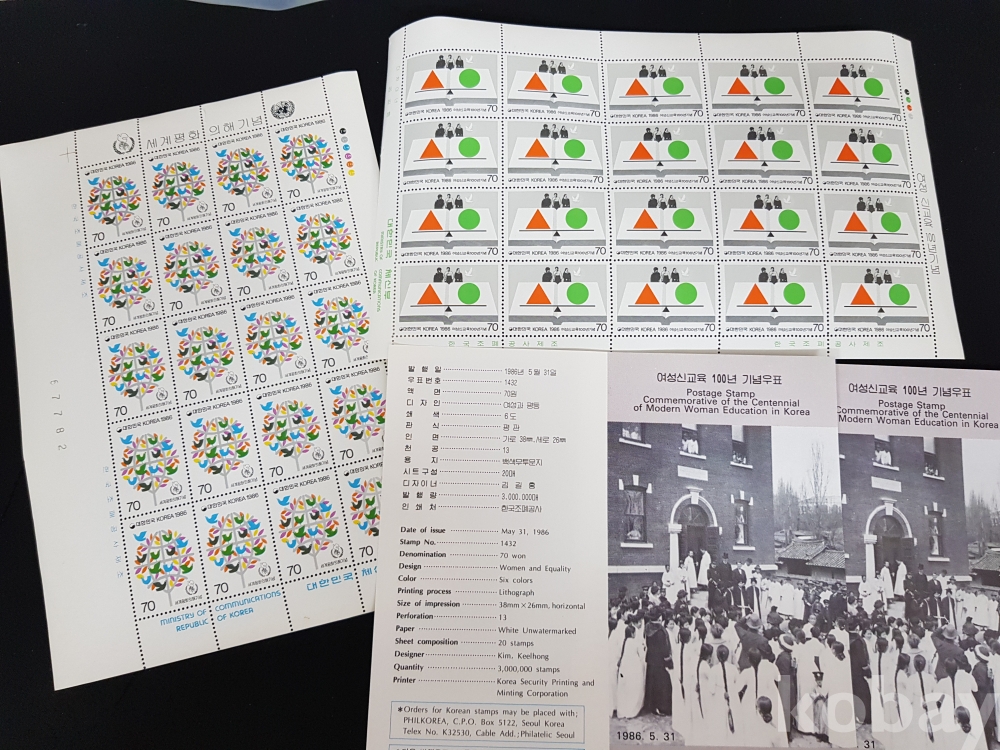 세계평화의해기념
대한민국 KOREA 1986
70
67782
MINISTRY OF COMMUNICATIONS
REPUBLIC OF KOREA
대한민국 KOREA 1986 여성신교육100년기념 70
대한민국 체신부
한국조폐공사제조
발행일 1986년 5월 31일
우표번호 1432
액면 70원
디자인 여성과 평등
색 6도
판식 평판
인면 가로 38㎜, 세로 26㎜
천공 13
용지 백색무투문지
시트구성 20매
디자이너 김길홍
발행량 3,000,000매
인쇄처 한국조폐공사
Date of issue May 31, 1986
Stamp No. 1432
Denomination 70 won
Design Women and Equality
Color Six colors
Printing process Lithograph
Size of impression 38mm×26mm, horizontal
Perforation 13
Paper White Unwatermarked
Sheet composition 20 stamps
Designer Kim, Keelhong
Quantity 3,000,000 stamps
Printer Korea Security Printing and
Minting Corporation
*Orders for Korean stamps may be placed with;
PHILKOREA, C.P.O. Box 5122, Seoul Korea
Telex No. K32530, Cable Add.; Philatelic Seoul
여성신교육 100년 기념우표
Postage Stamp
Commemorative of the Centennial
of Modern Woman Education in Korea
1986. 5. 31
여성신교육 100년 기념우표
Postage Stamp
Commemorative of the Centennial
Modern Woman Education in Korea
31
kobay